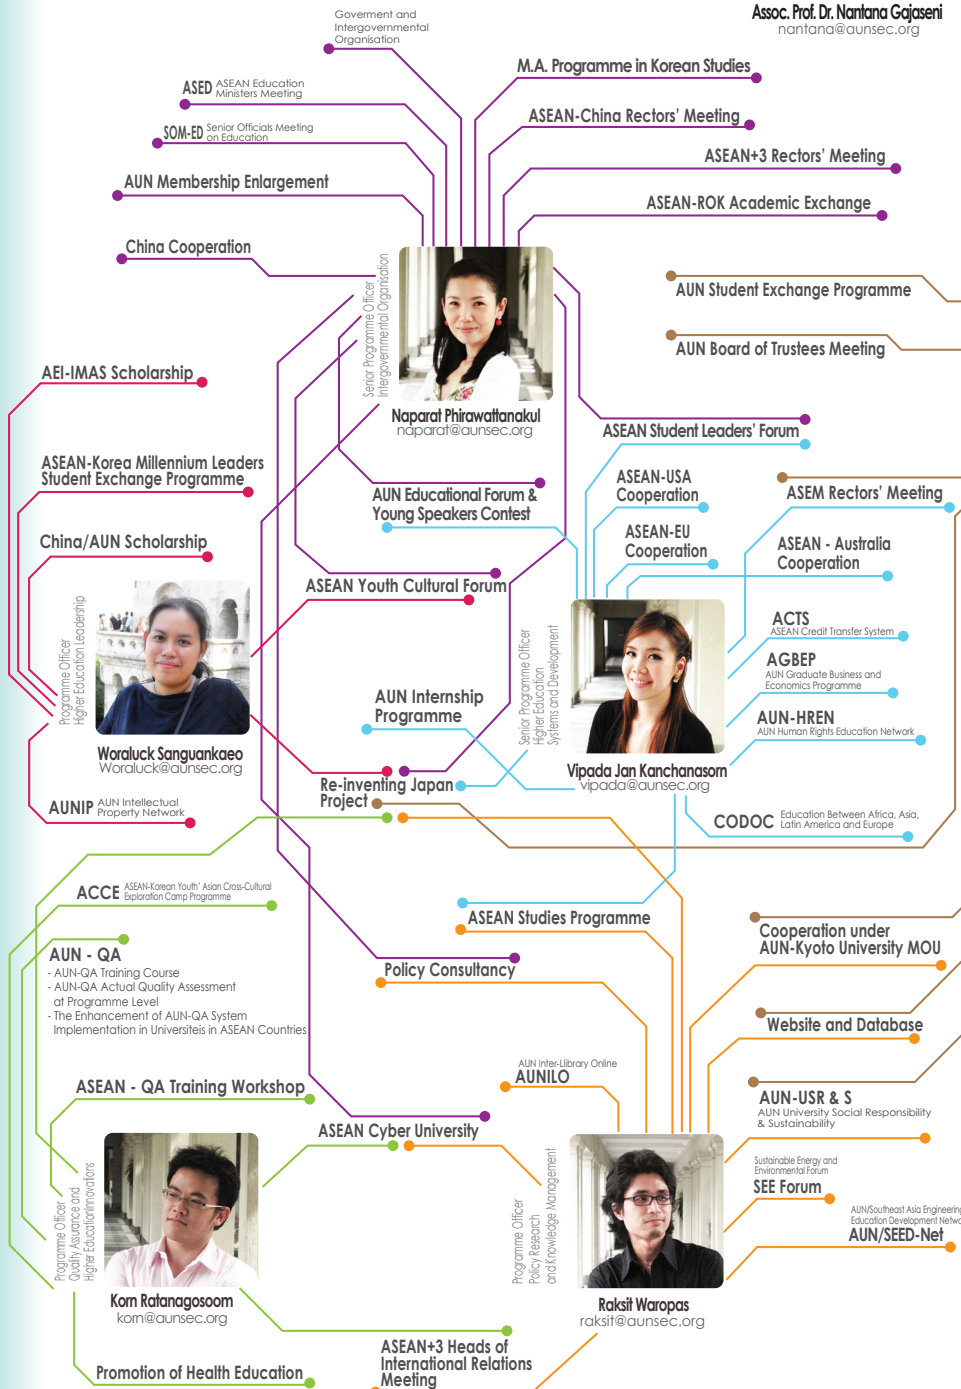 Assoc. Prof. Dr. Nantana Gajaseni
nantana@aunsec.org
Goverment and
Intergovernmental
Organisation
M.A. Programme in Korean Studies
ASED ASEAN Education
Ministers Meeting
ASEAN-China Rectors' Meeting
SOM-ED Senior Officials Meeting
on Education
ASEAN+3 Rectors' Meeting
AUN Membership Enlargement
ASEAN-ROK Academic Exchange
China Cooperation
AUN Student Exchange Programme
AUN Board of Trustees Meeting
Senior Programme Officer
Intergovernmental Organisation
Naparat Phirawattanakul
naparat@aunsec.org
AEI-IMAS Scholarship
ASEAN Student Leaders' Forum
ASEAN-Korea Millennium Leaders
Student Exchange Programme
ASEAN-USA
Cooperation
ASEM Rectors' Meeting
AUN Educational Forum &
Young Speakers Contest
ASEAN-EU
Cooperation
China/AUN Scholarship
ASEAN - Australia
Cooperation
ASEAN Youth Cultural Forum
Programme Officer
Higher Education Leadership
Woraluck Sanguankaeo
Woraluck@aunsec.org
ACTS
ASEAN Credit Transfer System
AGBEP
AUN Graduate Business and
Economics Programme
AUN-HREN
AUN Human Rights Education Network
AUN Internship
Programme
Senior Programme Officer
Higher Education
Systems and Development
Vipada Jan Kanchanasorn
vipada@aunsec.org
Re-inventing Japan
Project
AUNIP AUN Intellectual
Property Network
CODOC Education Between Africa, Asia,
Latin America and Europe
ACCE ASEAN-Korean Youth' Asian Cross-Cultural
Exploration Camp Programme
ASEAN Studies Programme
Cooperation under
AUN-Kyoto University MOU
AUN - QA
- AUN-QA Training Course
- AUN-QA Actual Quality Assessment
at Programme Level
- The Enhancement of AUN-QA System
Implementation in Universiteis in ASEAN Countries
Policy Consultancy
Website and Database
AUN Inter-Llibrary Online
AUNILO
ASEAN - QA Training Workshop
AUN-USR & S
AUN University Social Responsibility
& Sustainability
ASEAN Cyber University
Sustainable Energy and
Environmental Forum
SEE Forum
AUN/Southeast Asia Engineering
Education Development Netwo
AUN/SEED-Net
Programme Officer
Quality Assurance and
Higher EducationInnovations
Korn Ratanagosoom
korn@aunsec.org
Programme Officer
Policy Research
and Knowledge Management
Raksit Waropas
raksit@aunsec.org
ASEAN+3 Heads of
International Relations
Meeting
Promotion of Health Education